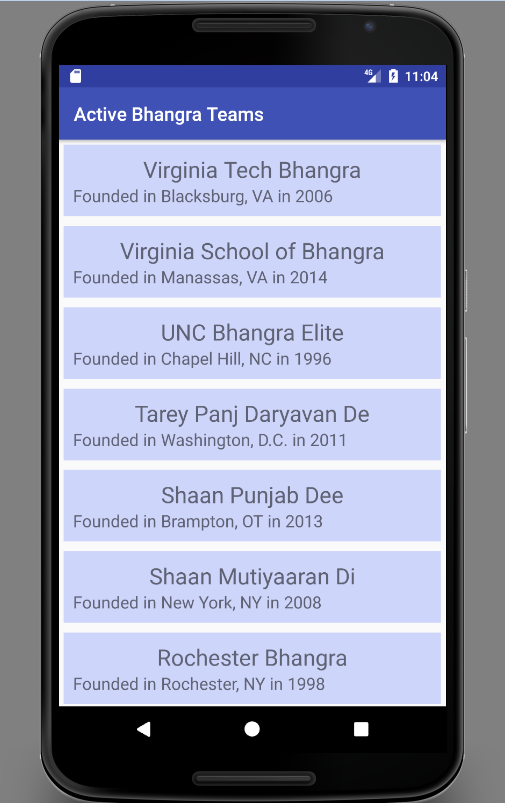 4G 11:04
Active Bhangra Teams
Virginia Tech Bhangra
Founded in Blacksburg, VA in 2006
Virginia School of Bhangra
Founded in Manassas, VA in 2014
UNC Bhangra Elite
Founded in Chapel Hill, NC in 1996
Tarey Panj Daryavan De
Founded in Washington, D.C. in 2011
Shaan Punjab Dee
Founded in Brampton, OT in 2013
Shaan Mutiyaaran Di
Founded in New York, NY in 2008
Rochester Bhangra
Founded in Rochester, NY in 1998